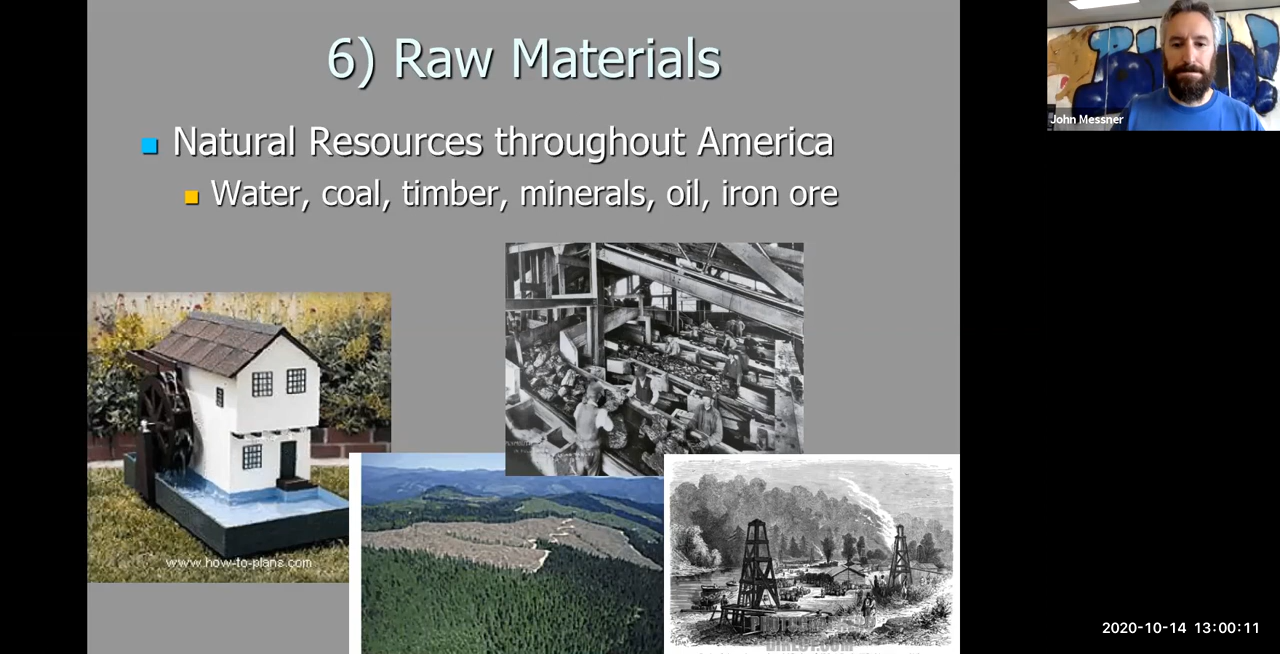 6) Raw Materials
Natural Resources throughout America
Water, coal, timber, minerals, oil, iron ore
John Messner
www.how-to-plans.com
2020-10-14 13:00:11